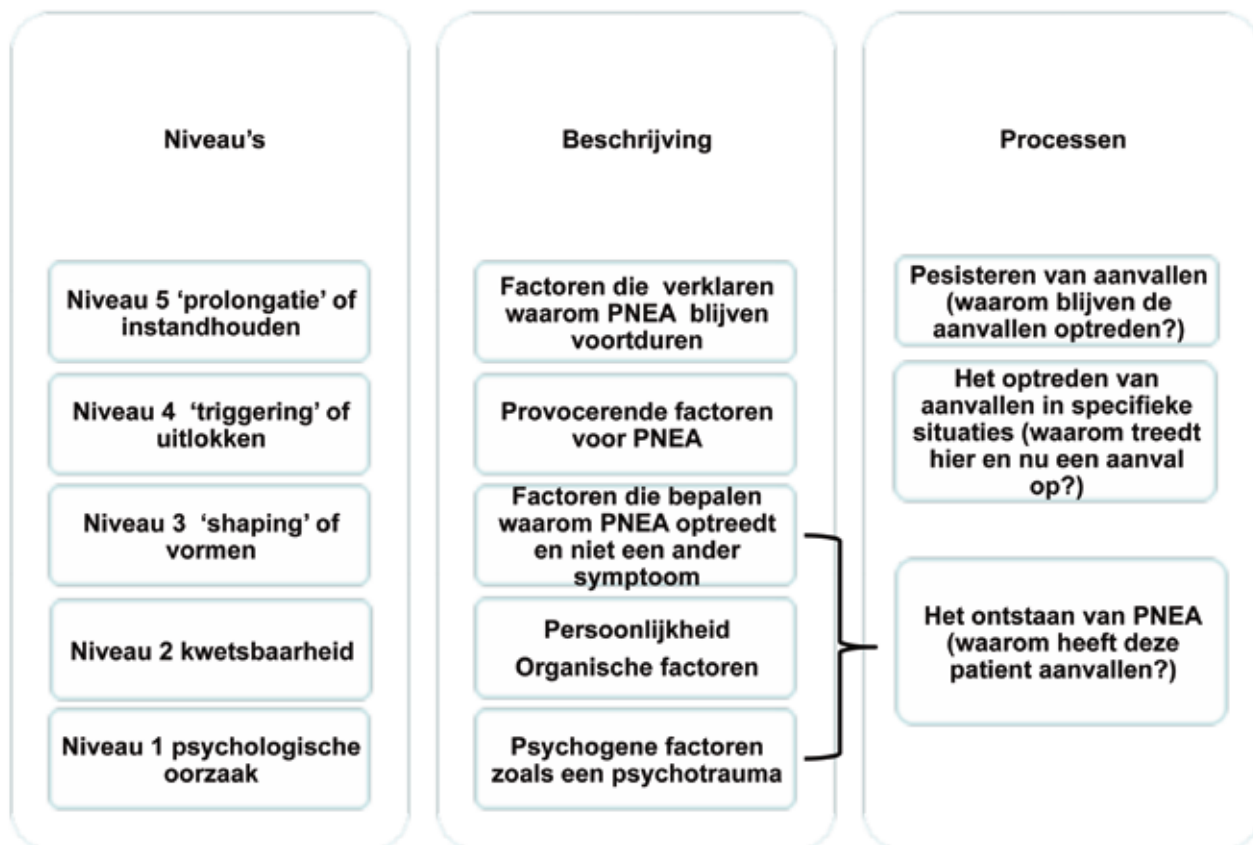 Niveau's
Niveau 5 ‘prolongatie’ of
instandhouden
Niveau 4 ‘triggering’ of
uitlokken
Niveau 3 ‘shaping’ of
vormen
Niveau 2 kwetsbaarheid
Niveau 1 psychologische
oorzaak
Beschrijving
Factoren die verklaren
waarom PNEA blijven
voortduren
Provocerende factoren
voor PNEA
Factoren die bepalen
waarom PNEA optreedt
en niet een ander
symptoom
Persoonlijkheid
Organische factoren
Psychogene factoren
zoals een psychotrauma
Processen
Pesisteren van aanvallen
(waarom blijven de
aanvallen optreden?)
Het optreden van
aanvallen in specifieke
situaties (waarom treedt
hier en nu een aanval
op?)
Het ontstaan van PNEA
(waarom heeft deze
patient aanvallen?)